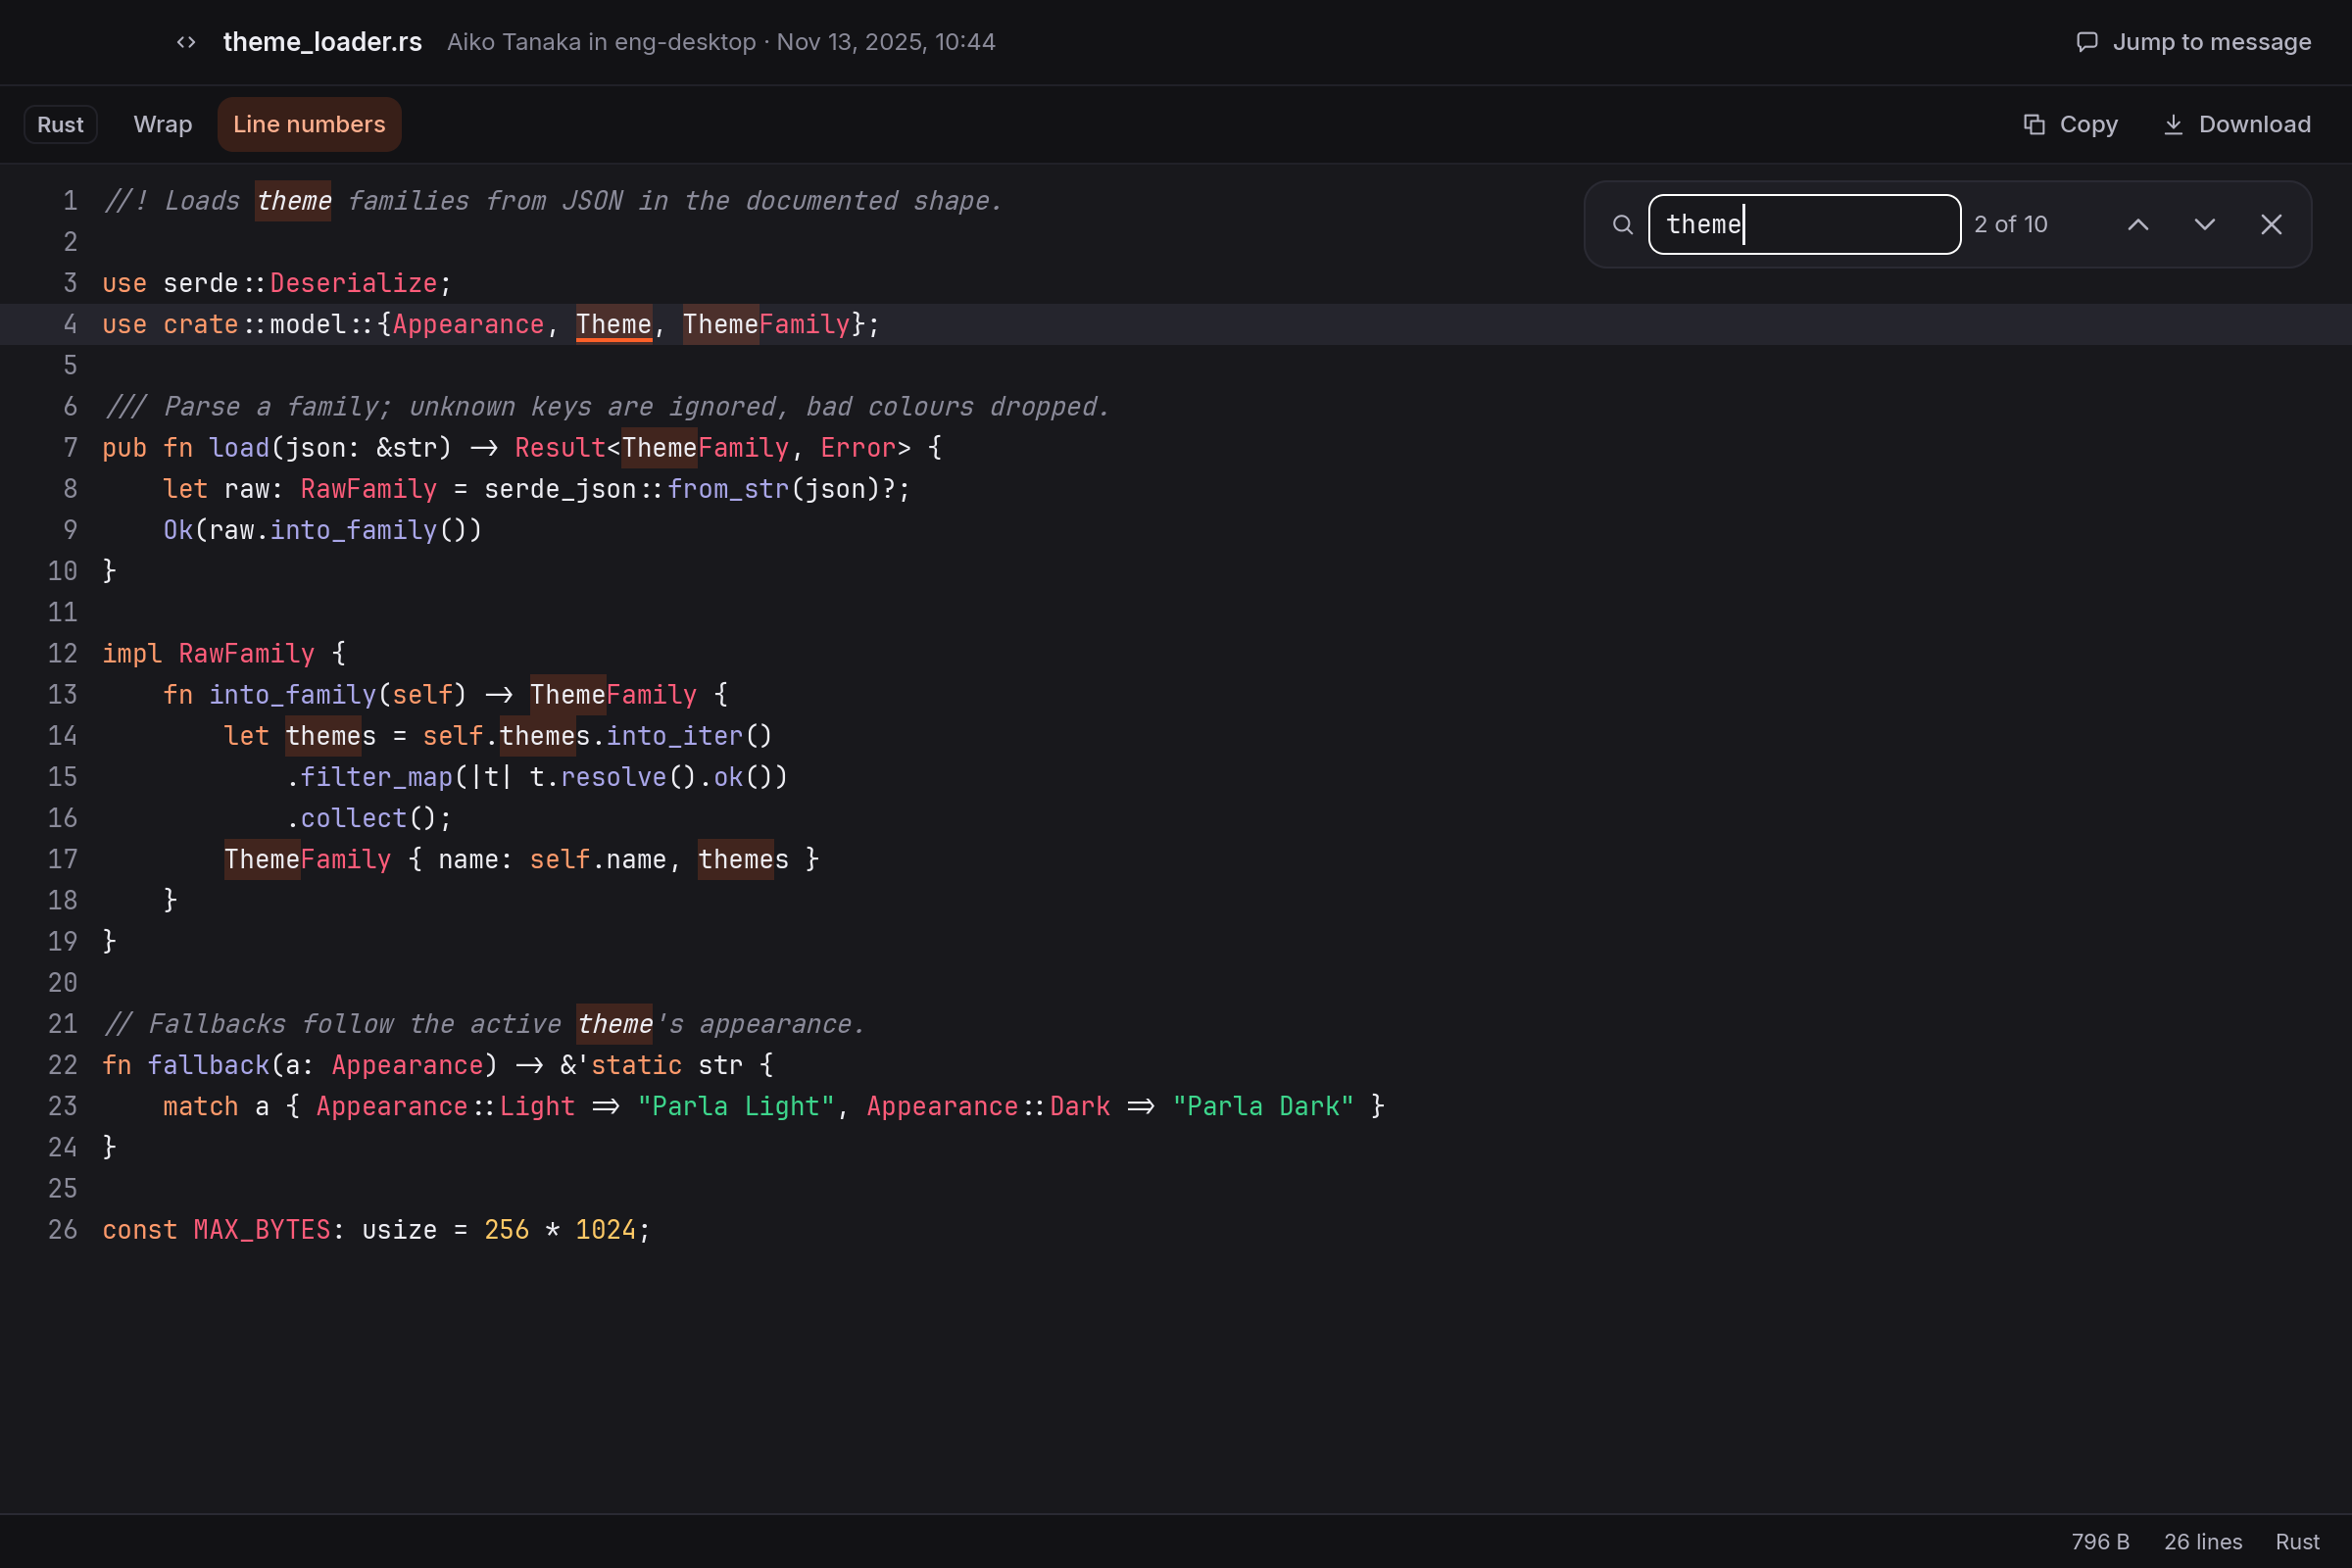 theme_loader.rs Aiko Tanaka in eng-desktop · Nov 13, 2025, 10:44 Jump to message
Rust Wrap Line numbers Copy Download
theme 2 of 10
1 //! Loads theme families from JSON in the documented shape.
2
3 use serde::Deserialize;
4 use crate::model::{Appearance, Theme, ThemeFamily};
5
6 /// Parse a family; unknown keys are ignored, bad colours dropped.
7 pub fn load(json: &str) -> Result<ThemeFamily, Error> {
8     let raw: RawFamily = serde_json::from_str(json)?;
9     Ok(raw.into_family())
10 }
11
12 impl RawFamily {
13     fn into_family(self) -> ThemeFamily {
14         let themes = self.themes.into_iter()
15             .filter_map(|t| t.resolve().ok())
16             .collect();
17         ThemeFamily { name: self.name, themes }
18     }
19 }
20
21 // Fallbacks follow the active theme's appearance.
22 fn fallback(a: Appearance) -> &'static str {
23     match a { Appearance::Light => "Parla Light", Appearance::Dark => "Parla Dark" }
24 }
25
26 const MAX_BYTES: usize = 256 * 1024;
796 B 26 lines Rust